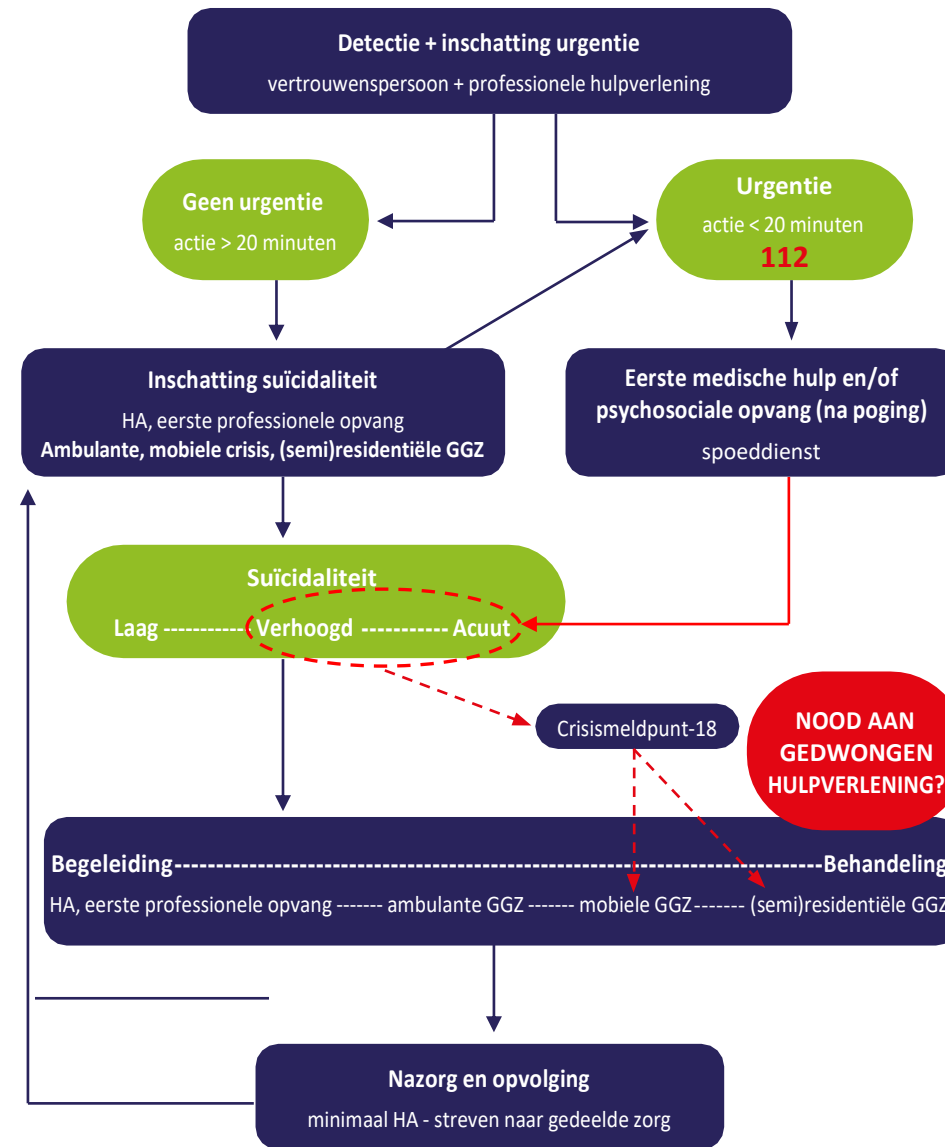 Detectie + inschatting urgentie
vertrouwenspersoon + professionele hulpverlening
Geen urgentie
actie > 20 minuten
Urgentie
actie < 20 minuten
112
Inschatting suïcidaliteit
HA, eerste professionele opvang
Ambulante, mobiele crisis, (semi)residentiële GGZ
Eerste medische hulp en/of
psychosociale opvang (na poging)
spoeddienst
Suïcidaliteit
Laag ----------- Verhoogd ----------- Acuut
Crisismeldpunt-18
NOOD AAN
GEDWONGEN
HULPVERLENING?
Begeleiding--------------------------------------------------------------------------------Behandeling
HA, eerste professionele opvang ------- ambulante GGZ ------- mobiele GGZ------- (semi)residentiële GGZ
Nazorg en opvolging
minimaal HA - streven naar gedeelde zorg